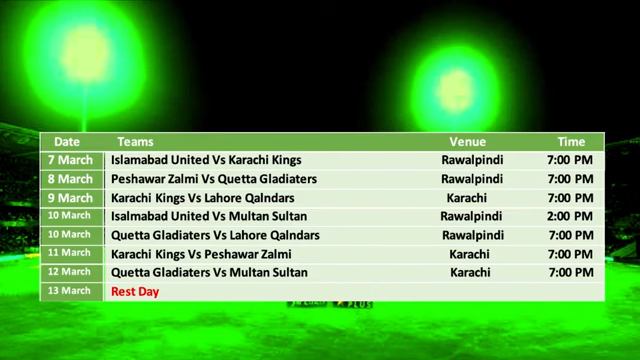 Date Teams Venue Time
7 March Islamabad United Vs Karachi Kings Rawalpindi 7:00 PM
8 March Peshawar Zalmi Vs Quetta Gladiaters Rawalpindi 7:00 PM
9 March Karachi Kings Vs Lahore Qalndars Karachi 7:00 PM
10 March Isalmabad United Vs Multan Sultan Rawalpindi 2:00 PM
10 March Quetta Gladiaters Vs Lahore Qalndars Rawalpindi 7:00 PM
11 March Karachi Kings Vs Peshawar Zalmi Karachi 7:00 PM
12 March Quetta Gladiaters Vs Multan Sultan Karachi 7:00 PM
13 March Rest Day
PLUS